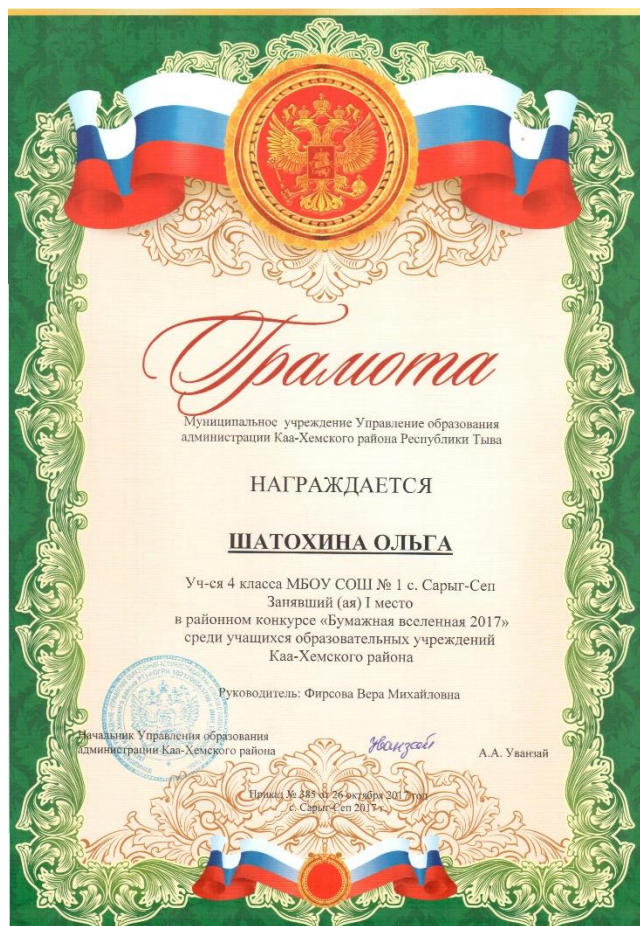 Грамота
Муниципальное учреждение Управление образования
администрации Каа-Хемского района Республики Тыва
НАГРАЖДАЕТСЯ
ШАТОХИНА ОЛЬГА
Уч-ся 4 класса МБОУ СОШ № 1 с. Сарыг-Сеп
Занявший (ая) I место
в районном конкурсе «Бумажная вселенная 2017»
среди учащихся образовательных учреждений
Каа-Хемского района
Руководитель: Фирсова Вера Михайловна
Начальник Управления образования
администрации Каа-Хемского района
А.А. Уванзай
Приказ № 385 от 26 октября 2017 год
с. Сарыг-Сеп 2017 г.